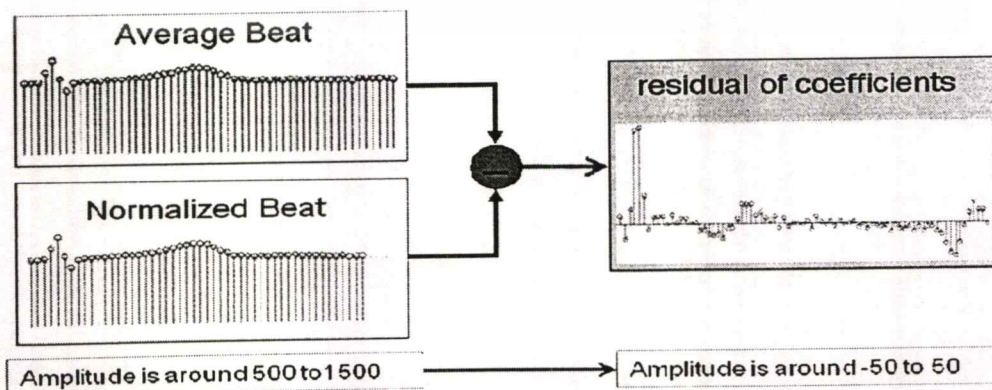 Average Beat
residual of coefficients
Normalized Beat
Amplitude is around 500 to 1500
Amplitude is around -50 to 50